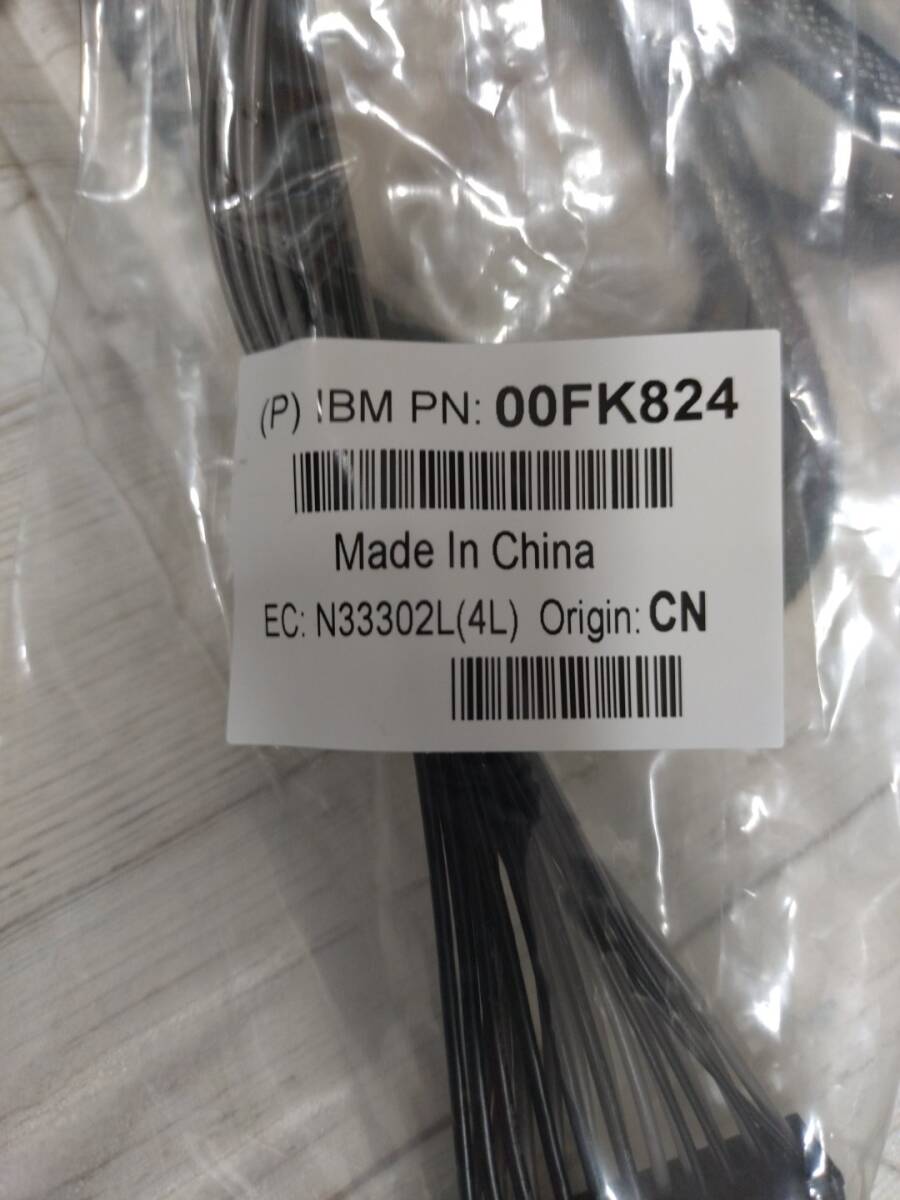 (P) IBM PN: 00FK824
Made In China
EC: N33302L(4L) Origin: CN